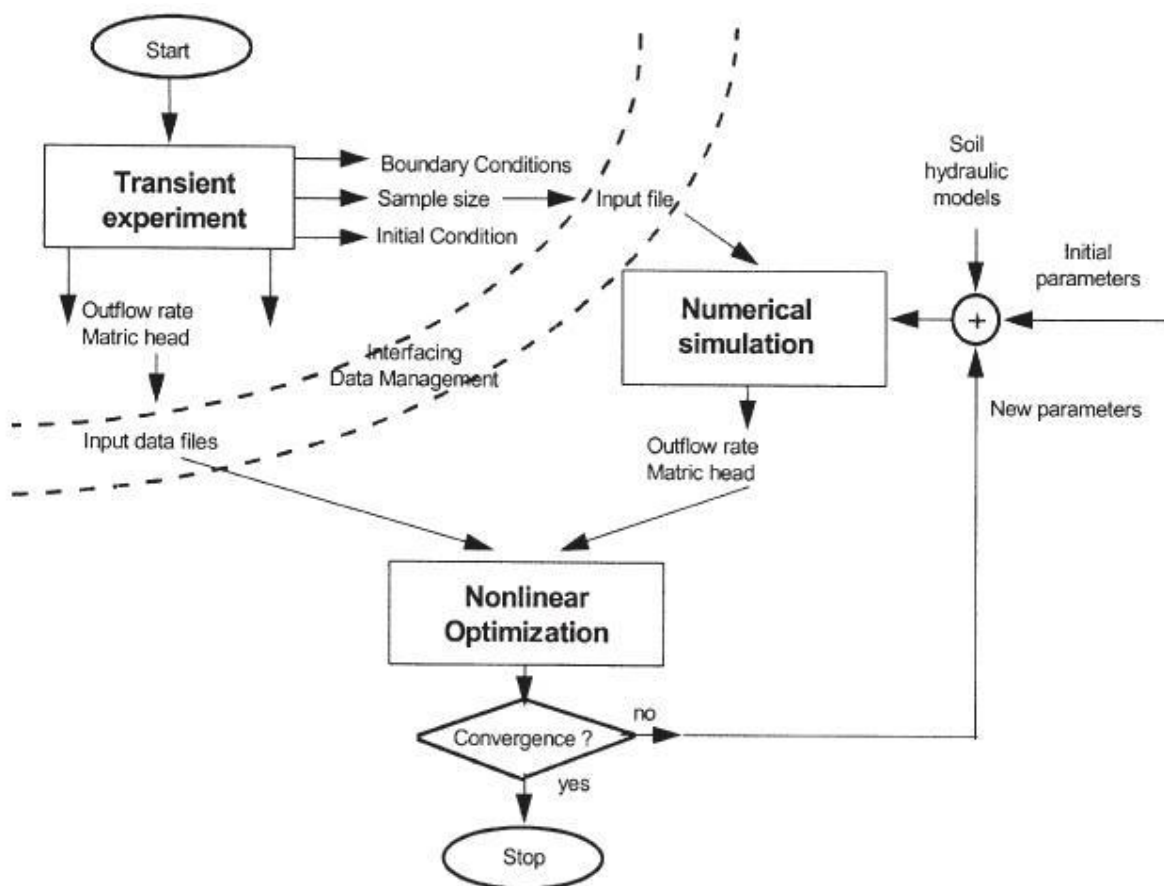 Start
Transient
experiment
Boundary Conditions
Sample size
Initial Condition
Input file
Soil
hydraulic
models
Initial
parameters
+
Numerical
simulation
Outflow rate
Matric head
Interfacing
Data Management
New parameters
Input data files
Outflow rate
Matric head
Nonlinear
Optimization
no
Convergence ?
yes
Stop